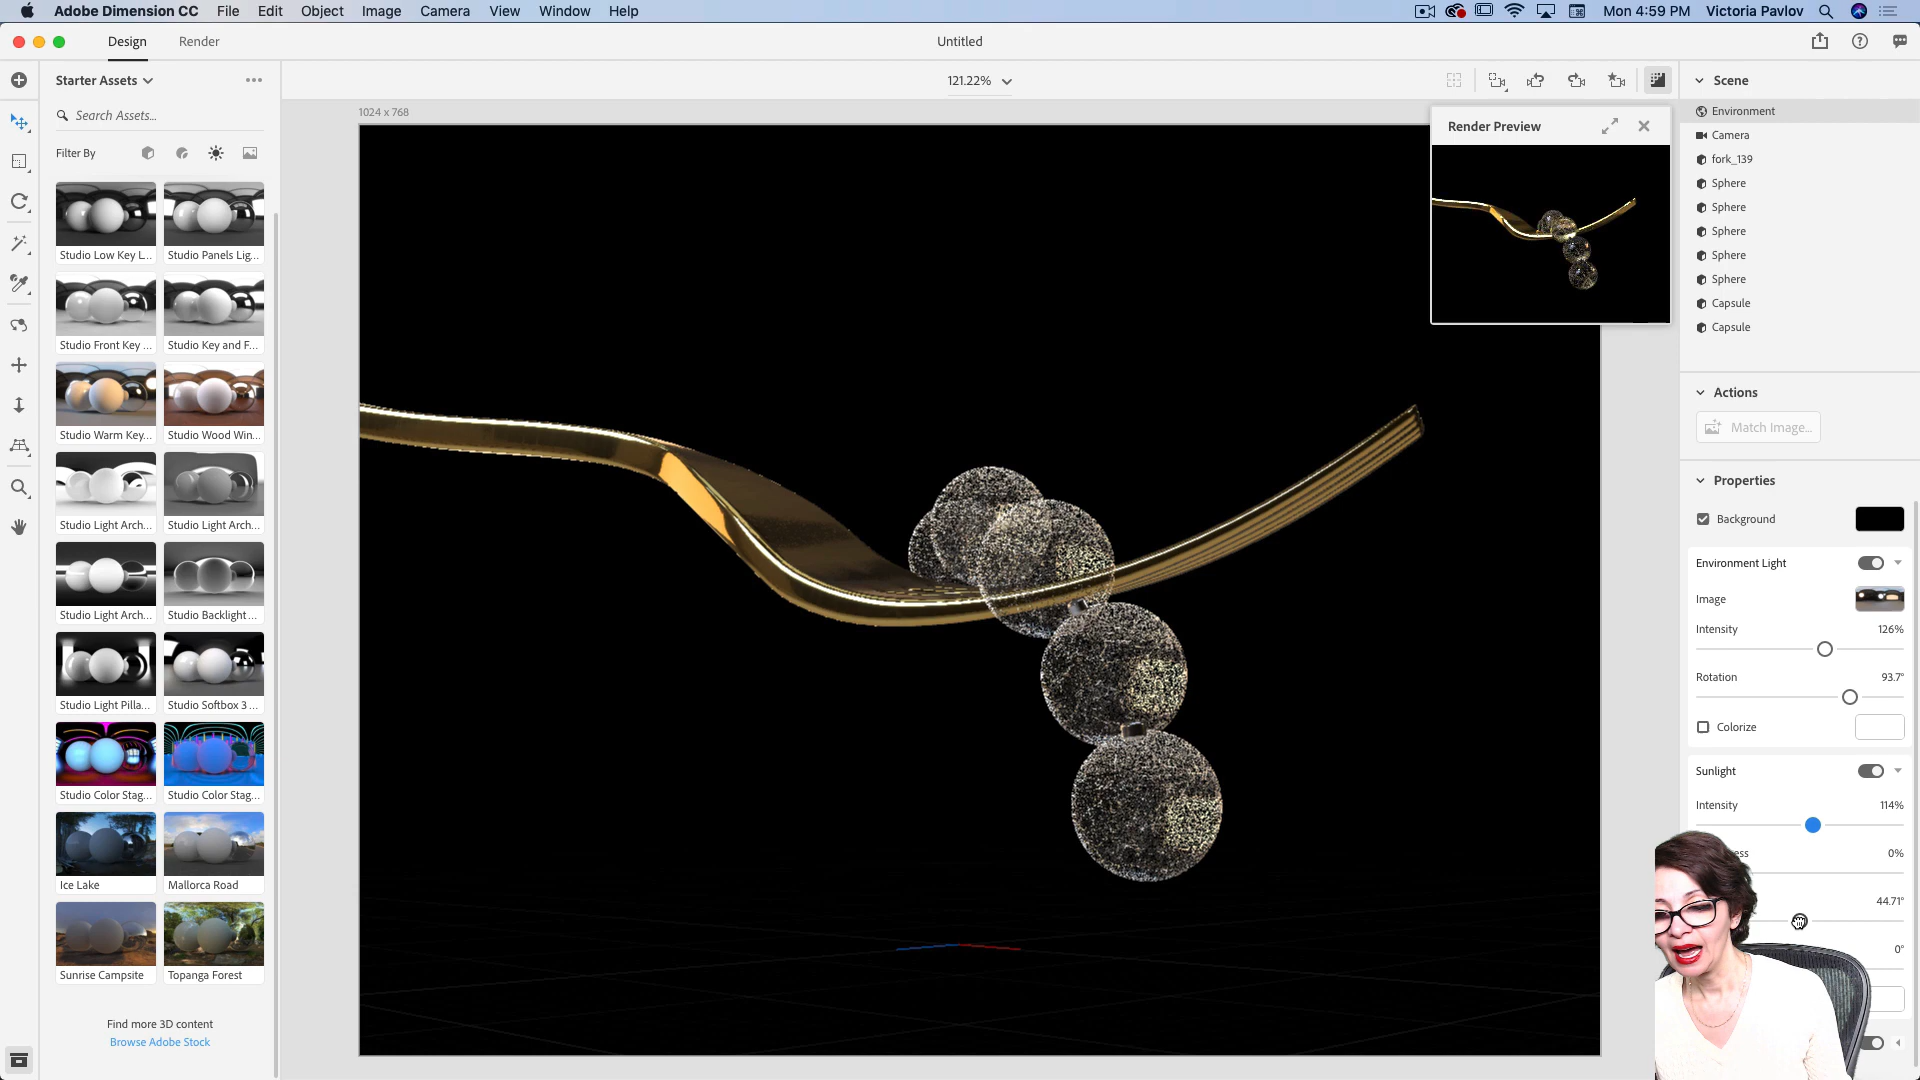 Adobe Dimension CC File Edit Object Image Camera View Window Help Mon 4:59 PM Victoria Pavlov
Design Render Untitled
Starter Assets 121.22% Scene
Search Assets...
Filter By
1024 x 768
Render Preview
Environment
Camera
fork_139
Sphere
Sphere
Sphere
Sphere
Sphere
Capsule
Capsule
Studio Low Key L... Studio Panels Lig...
Studio Front Key ... Studio Key and F...
Studio Warm Key... Studio Wood Win...
Studio Light Arch... Studio Light Arch...
Studio Light Arch... Studio Backlight ...
Studio Light Pilla... Studio Softbox 3 ...
Studio Color Stag... Studio Color Stag...
Ice Lake Mallorca Road
Sunrise Campsite Topanga Forest
Find more 3D content
Browse Adobe Stock
Actions
Match Image...
Properties
Background
Environment Light
Image
Intensity 126%
Rotation 93.7°
Colorize
Sunlight
Intensity 114%
ess 0%
44.71°
0°